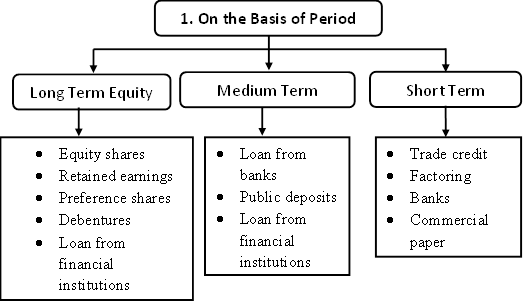 1. On the Basis of Period
Long Term Equity
Medium Term
Short Term
• Equity shares
• Retained earnings
• Preference shares
• Debentures
• Loan from
financial
institutions
• Loan from
banks
• Public deposits
• Loan from
financial
institutions
• Trade credit
• Factoring
• Banks
• Commercial
paper